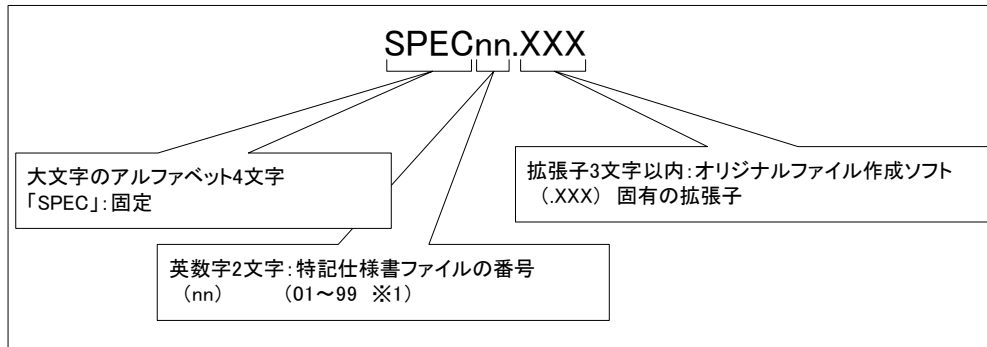 SPECnn.XXX
大文字のアルファベット4文字
「SPEC」:固定
拡張子3文字以内:オリジナルファイル作成ソフト
(.XXX) 固有の拡張子
英数字2文字:特記仕様書ファイルの番号
(nn) (01～99 ※1)